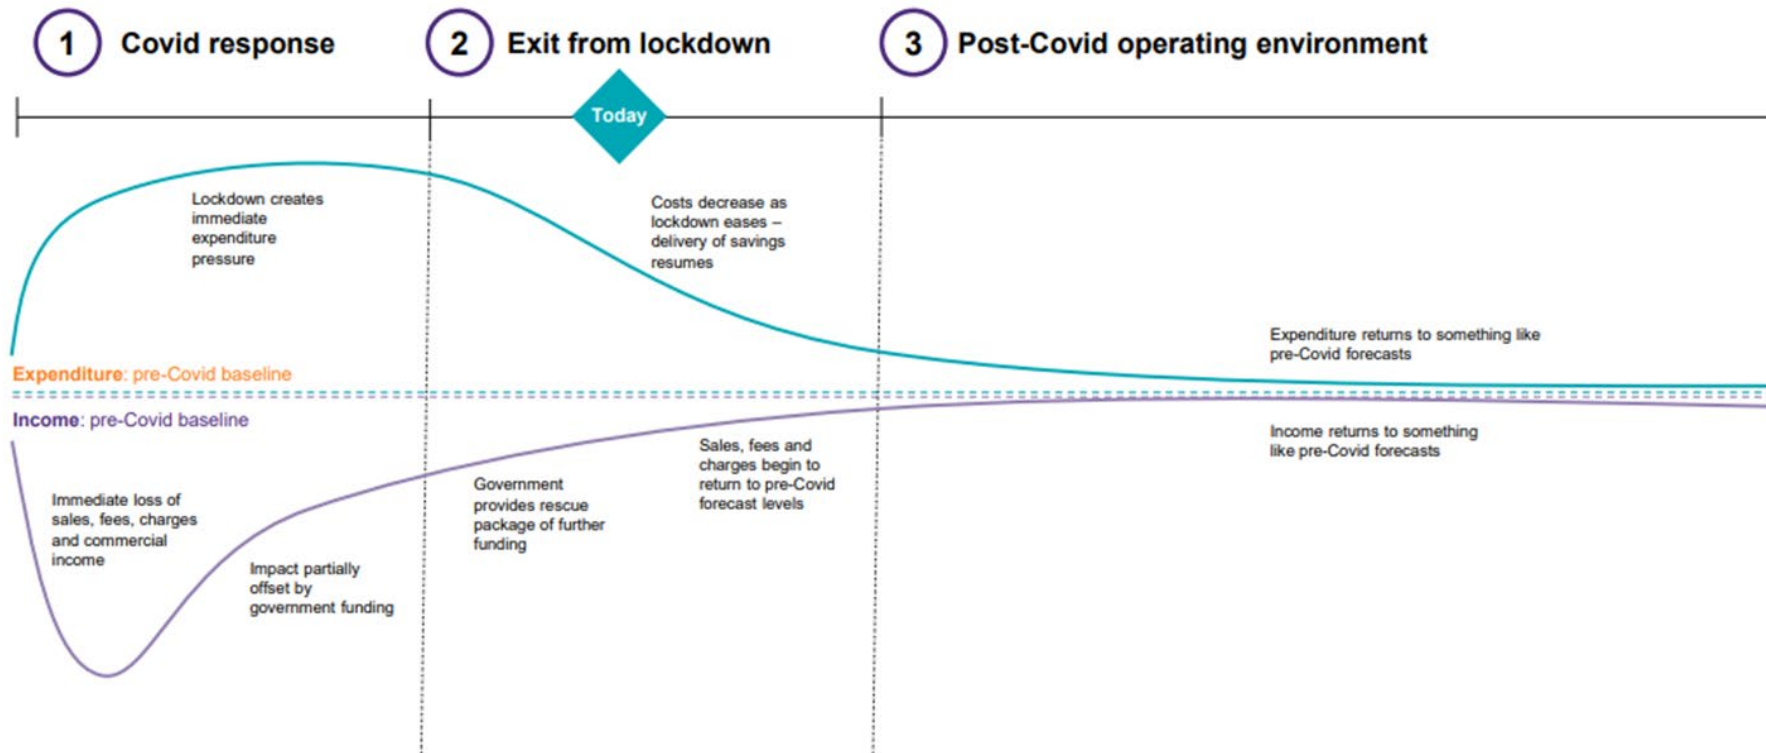 1 Covid response
2 Exit from lockdown
3 Post-Covid operating environment
Today
Lockdown creates
immediate
expenditure
pressure
Costs decrease as
lockdown eases –
delivery of savings
resumes
Expenditure returns to something like
pre-Covid forecasts
Expenditure: pre-Covid baseline
Income: pre-Covid baseline
Immediate loss of
sales, fees, charges
and commercial
income
Impact partially
offset by
government funding
Government
provides rescue
package of further
funding
Sales, fees and
charges begin to
return to pre-Covid
forecast levels
Income returns to something
like pre-Covid forecasts